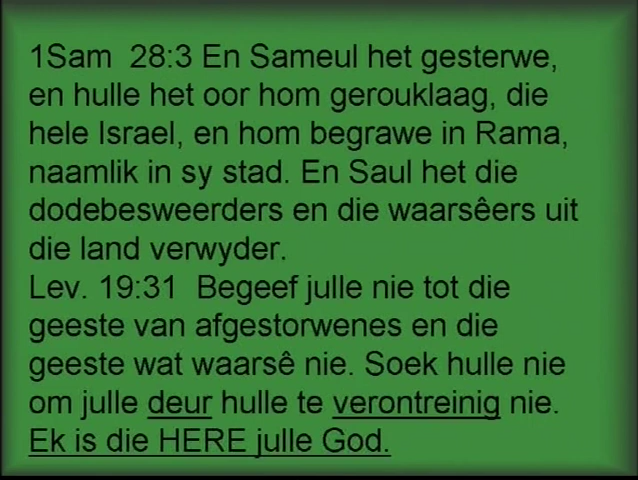 1Sam  28:3 En Sameul het gesterwe,
en hulle het oor hom gerouklaag, die
hele Israel, en hom begrawe in Rama,
naamlik in sy stad. En Saul het die
dodebesweerders en die waarsêers uit
die land verwyder.
Lev. 19:31  Begeef julle nie tot die
geeste van afgestorwenes en die
geeste wat waarsê nie. Soek hulle nie
om julle deur hulle te verontreinig nie.
Ek is die HERE julle God.